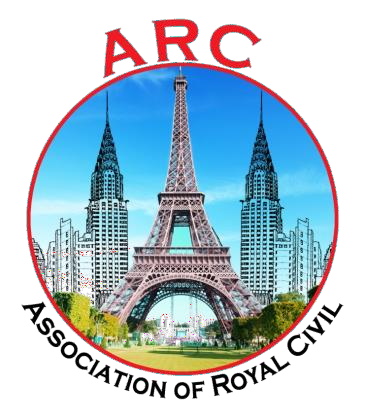 ARC
ASSOCIATION OF ROYAL CIVIL